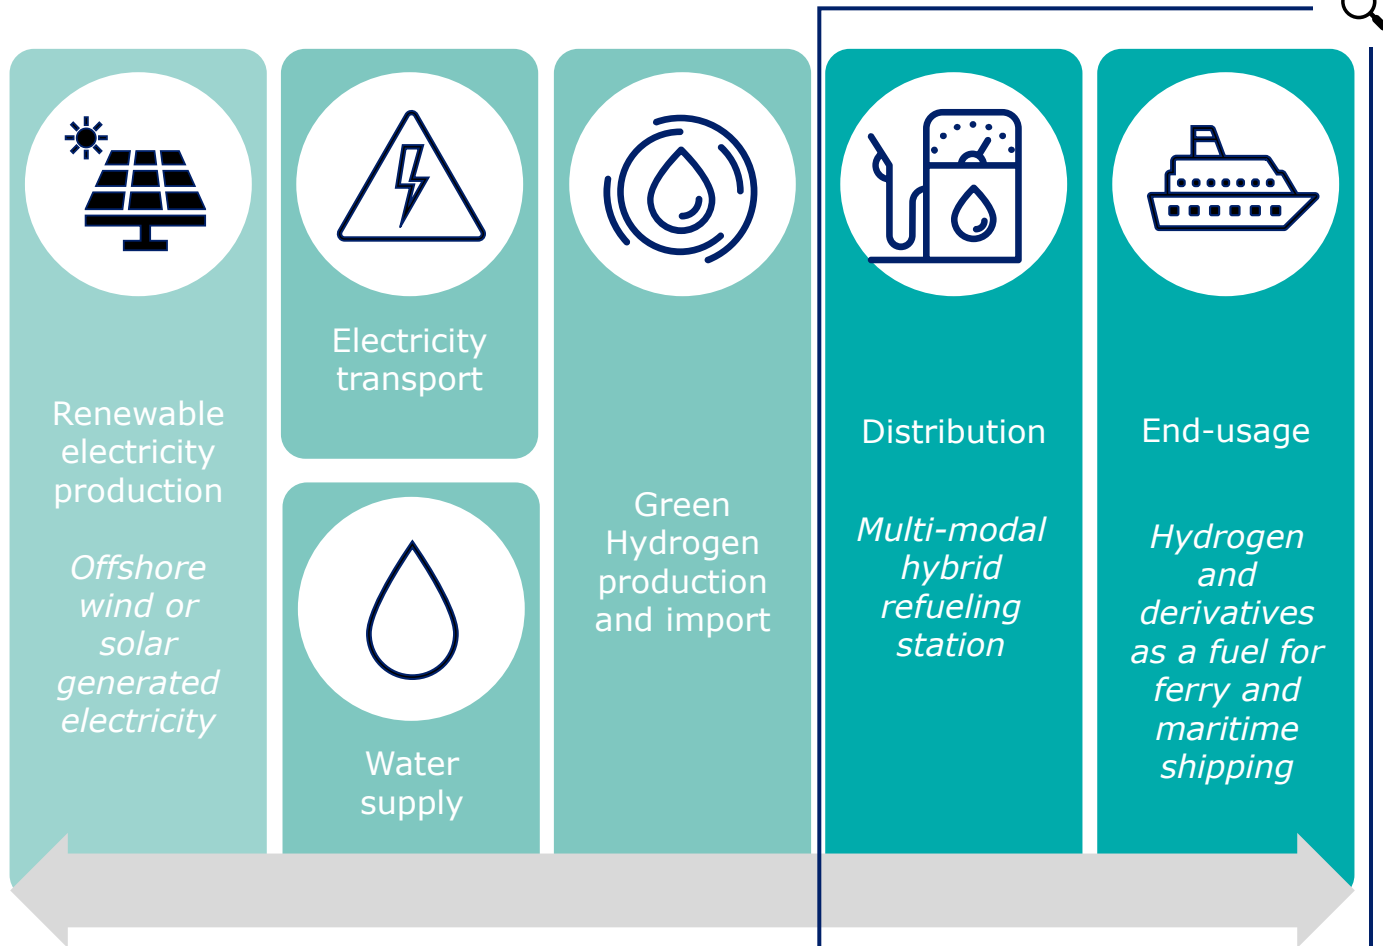 Renewable
electricity
production
Offshore
wind or
solar
generated
electricity
Electricity
transport
Water
supply
Green
Hydrogen
production
and import
Distribution
Multi-modal
hybrid
refueling
station
End-usage
Hydrogen
and
derivatives
as a fuel for
ferry and
maritime
shipping